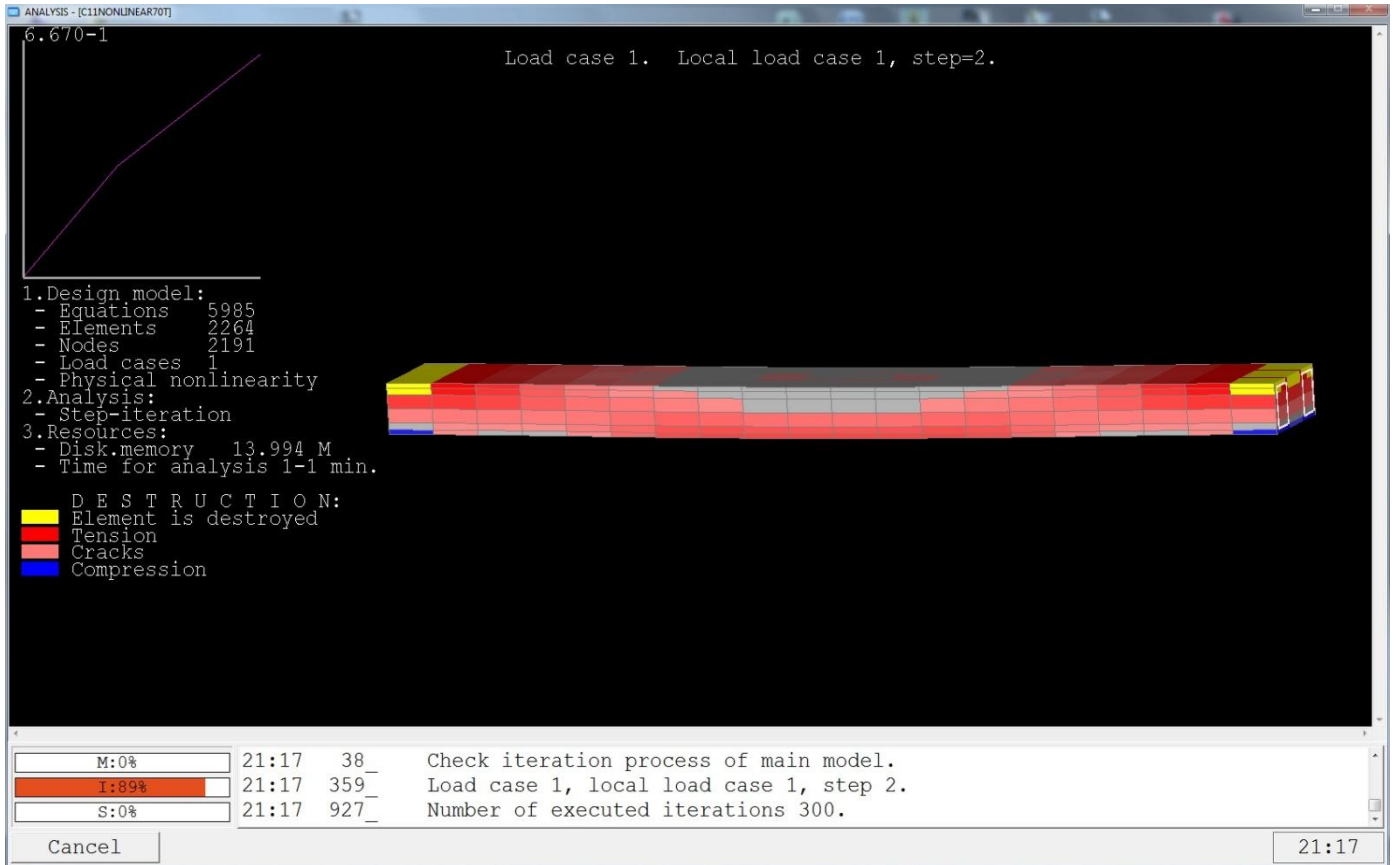 ANALYSIS - [C11NONLINEAR70T]
6.670-1
Load case 1.  Local load case 1, step=2.
1.Design model:
- Equations 5985
- Elements 2264
- Nodes 2191
- Load cases 1
- Physical nonlinearity
2.Analysis:
- Step-iteration
3.Resources:
- Disk.memory 13.994 M
- Time for analysis 1-1 min.
D E S T R U C T I O N:
Element is destroyed
Tension
Cracks
Compression
M:0% 21:17 38_ Check iteration process of main model.
I:89% 21:17 359_ Load case 1, local load case 1, step 2.
S:0% 21:17 927_ Number of executed iterations 300.
Cancel 21:17